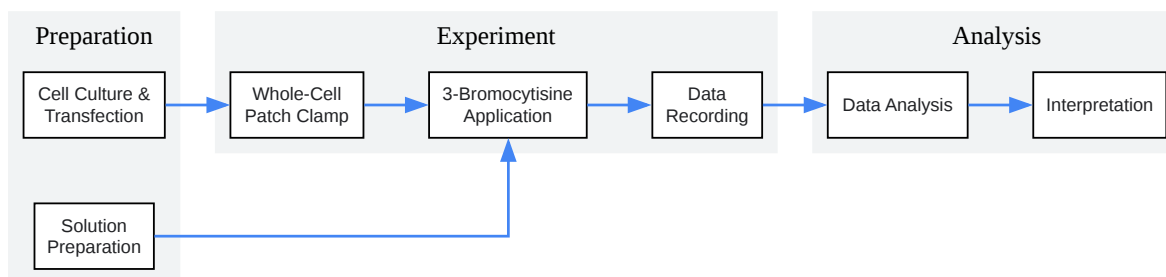 Preparation
Cell Culture &
Transfection
Solution
Preparation
Experiment
Whole-Cell
Patch Clamp
3-Bromocytisine
Application
Data
Recording
Analysis
Data Analysis
Interpretation